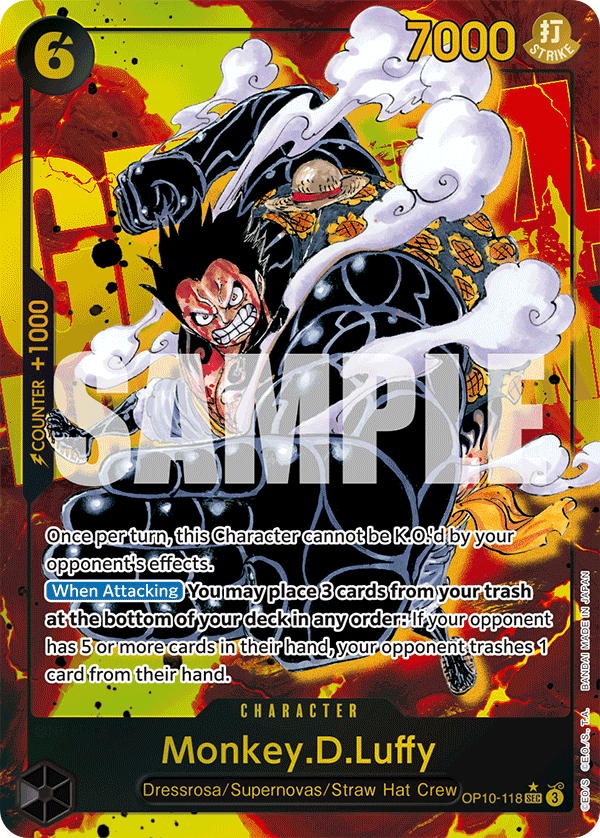 6
7000
打
STRIKE
COUNTER +1000
SAMPLE
Once per turn, this Character cannot be K.O.'d by your
opponent's effects.
When Attacking You may place 3 cards from your trash
at the bottom of your deck in any order: If your opponent
has 5 or more cards in their hand, your opponent trashes 1
card from their hand.
BANDAI MADE IN JAPAN
©EO/S ©E.O./S., T.A.
CHARACTER
Monkey.D.Luffy
Dressrosa/Supernovas/Straw Hat Crew
OP10-118 SEC 3